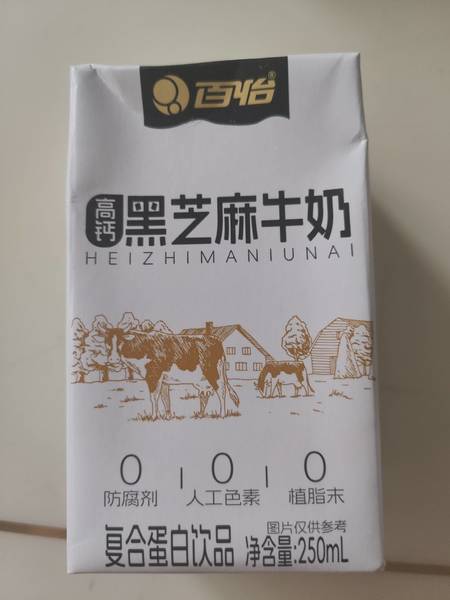 百怡®
高钙 黑芝麻牛奶
HEIZHIMANIUNAI
0 0 0
防腐剂 人工色素 植脂末
图片仅供参考
复合蛋白饮品 净含量:250mL